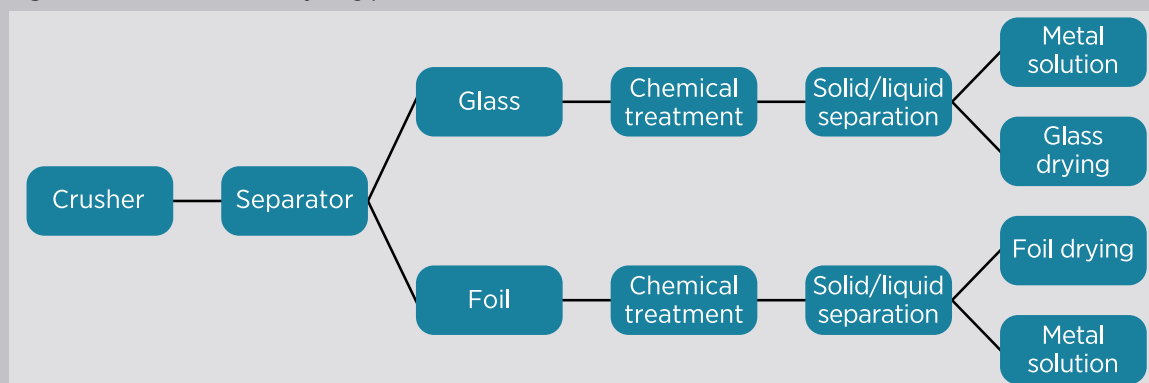 Crusher
Separator
Glass
Chemical
treatment
Solid/liquid
separation
Metal
solution
Glass
drying
Foil
Chemical
treatment
Solid/liquid
separation
Foil drying
Metal
solution